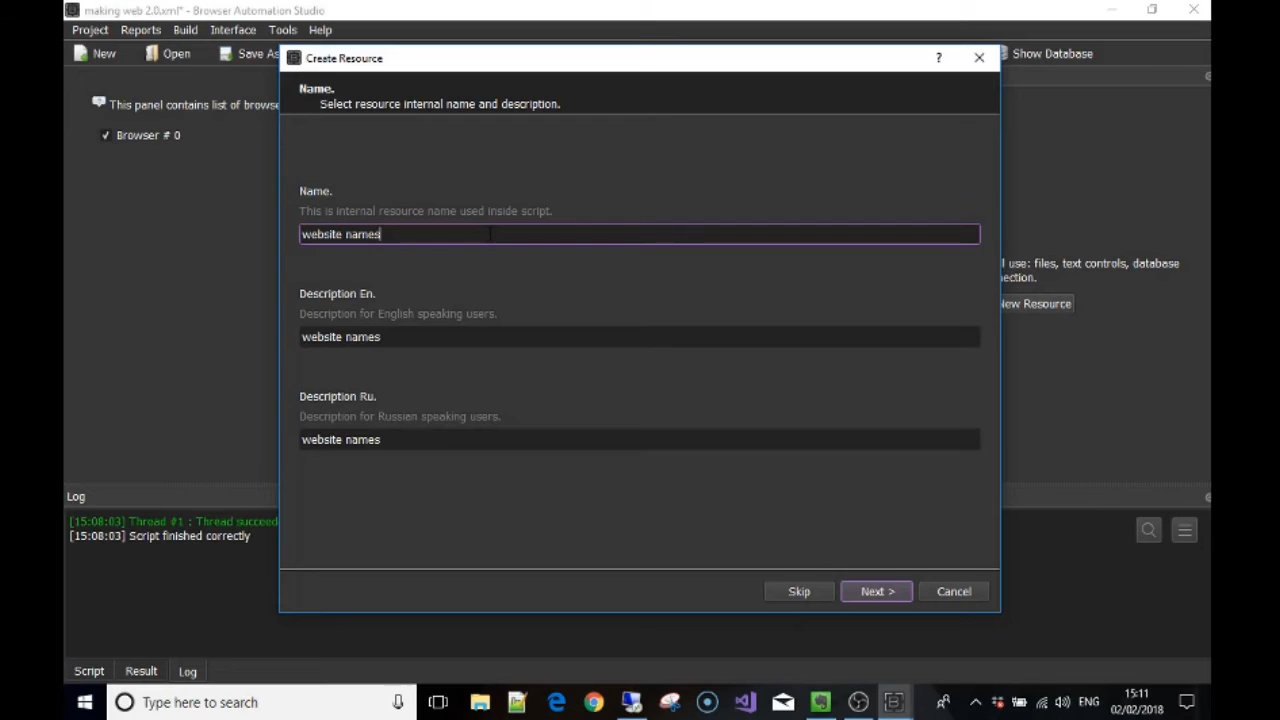 making web 2.0.xml* - Browser Automation Studio
Project Reports Build Interface Tools Help
New Open Save As Show Database
Create Resource ?
Name.
Select resource internal name and description.
This panel contains list of browse
Browser # 0
Name.
This is internal resource name used inside script.
website names
Description En.
Description for English speaking users.
website names
Description Ru.
Description for Russian speaking users.
website names
l use: files, text controls, database
nection.
New Resource
Skip Next > Cancel
Log
[15:08:03] Thread #1 : Thread succeed
[15:08:03] Script finished correctly
Script Result Log
Type here to search
ENG
15:11
02/02/2018